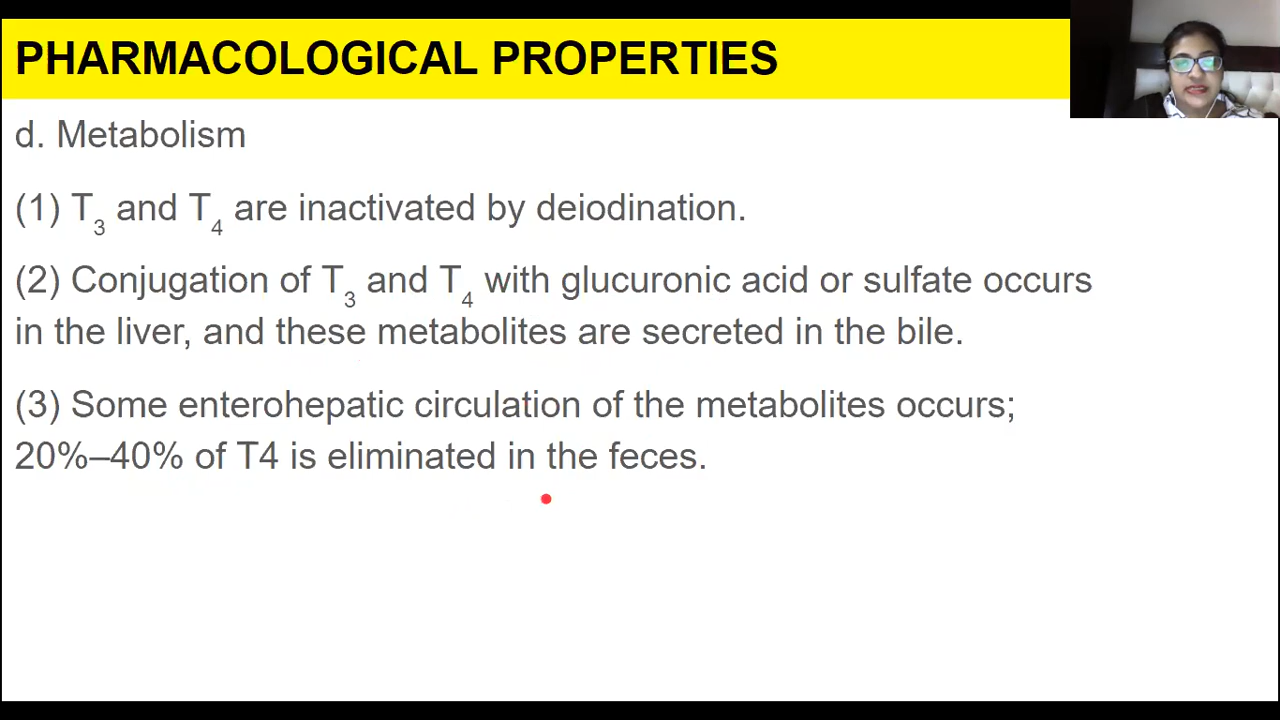 PHARMACOLOGICAL PROPERTIES
d. Metabolism
(1) T₃ and T₄ are inactivated by deiodination.
(2) Conjugation of T₃ and T₄ with glucuronic acid or sulfate occurs
in the liver, and these metabolites are secreted in the bile.
(3) Some enterohepatic circulation of the metabolites occurs;
20%–40% of T4 is eliminated in the feces.